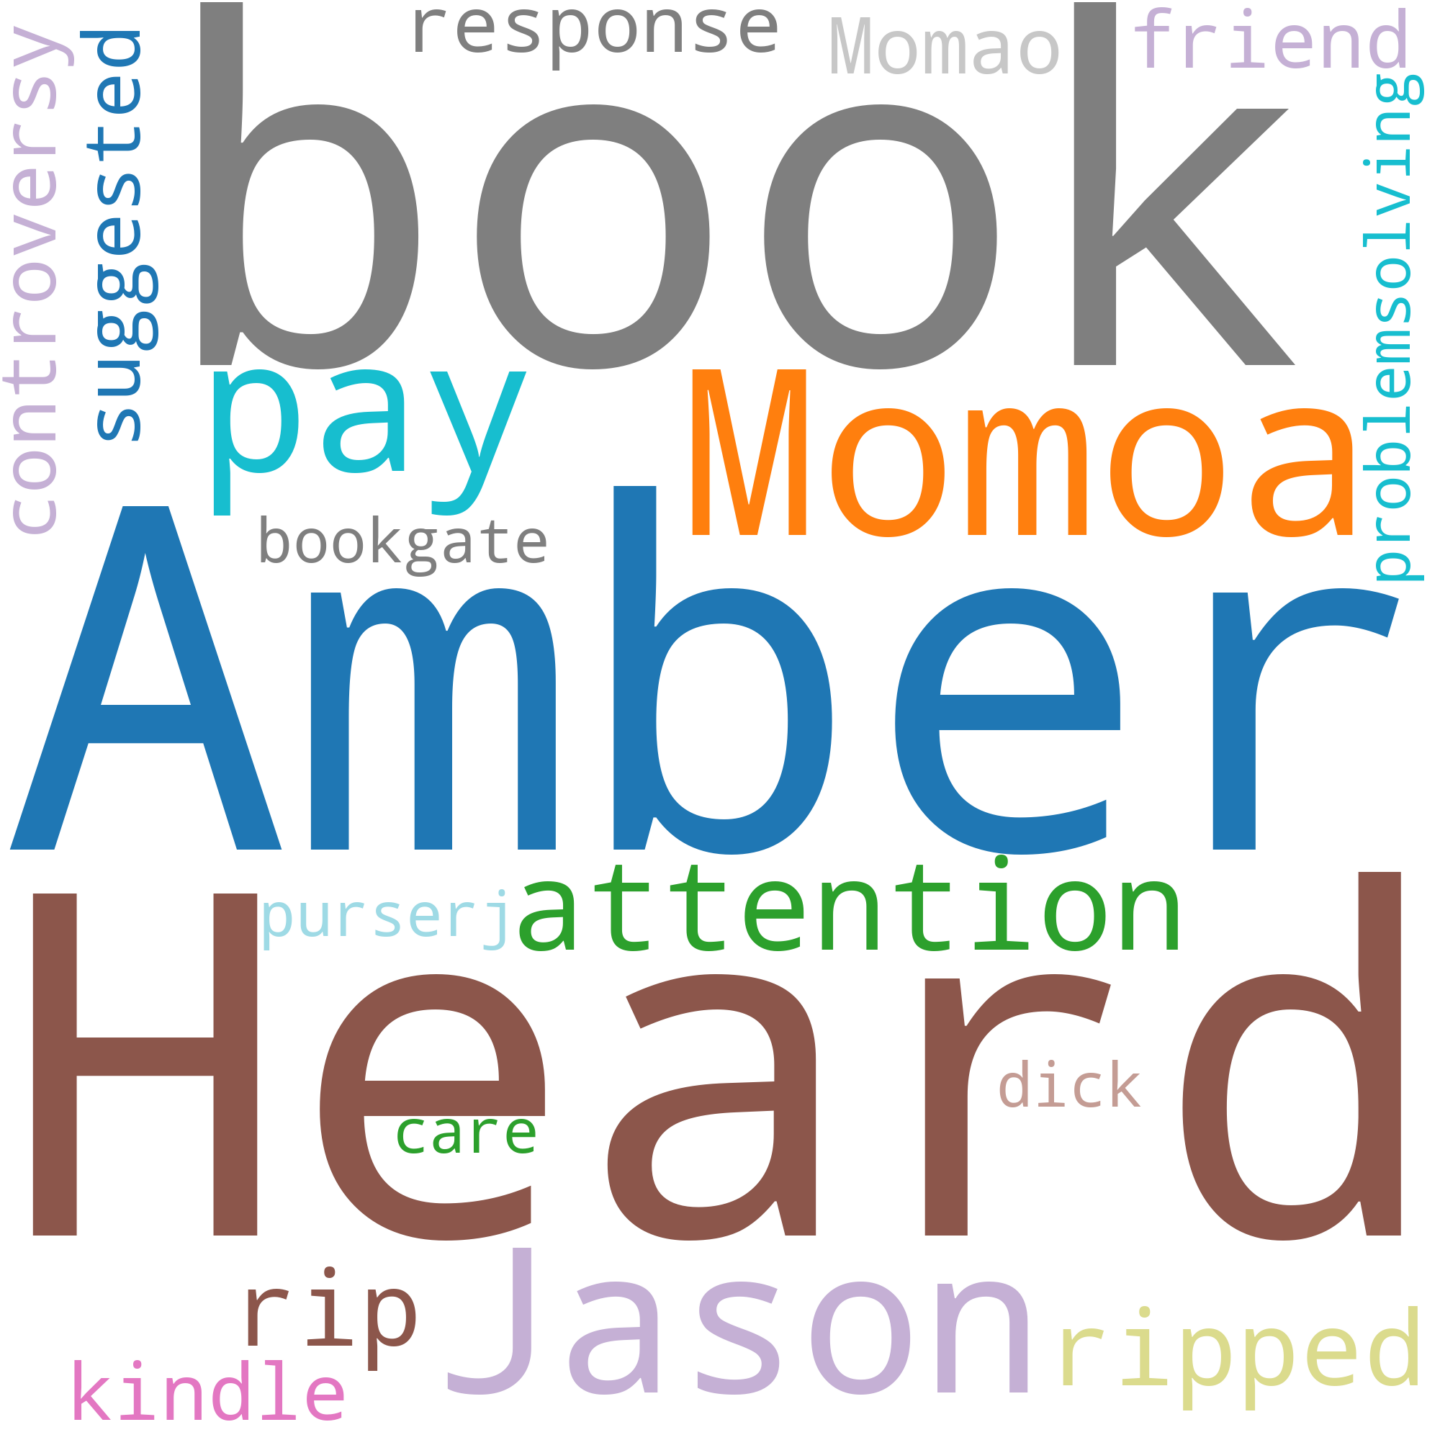 response
Momao
friend
controversy
suggested
book
problemsolving
pay
Momoa
bookgate
Amber
attention
purserj
Heard
dick
care
rip
Jason
ripped
kindle